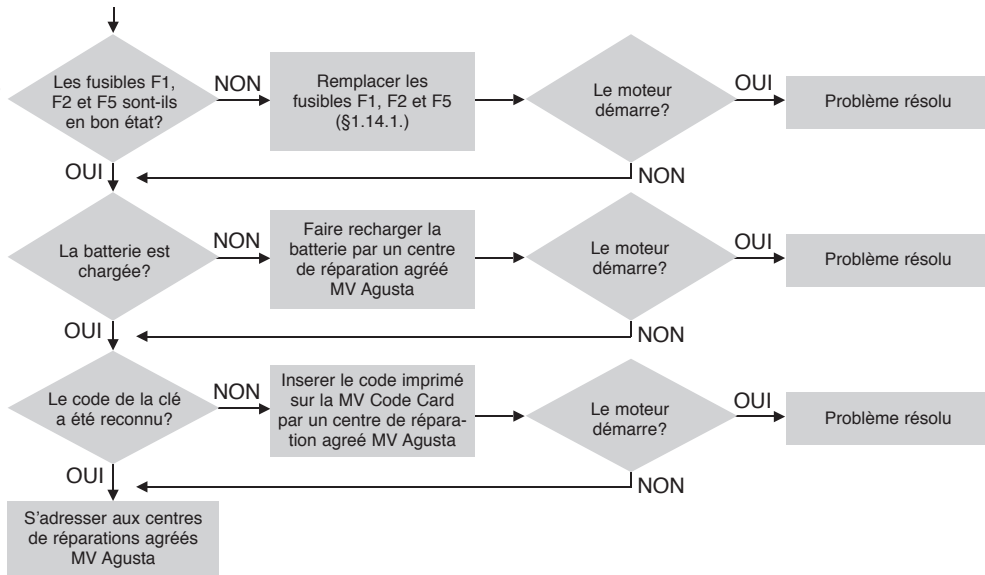 Les fusibles F1,
F2 et F5 sont-ils
en bon état?
NON
Remplacer les
fusibles F1, F2 et F5
(§1.14.1.)
Le moteur
démarre?
OUI
Problème résolu
OUI
NON
La batterie est
chargée?
NON
Faire recharger la
batterie par un centre
de réparation agréé
MV Agusta
Le moteur
démarre?
OUI
Problème résolu
OUI
NON
Le code de la clé
a été reconnu?
NON
Inserer le code imprimé
sur la MV Code Card
par un centre de répara-
tion agreé MV Agusta
Le moteur
démarre?
OUI
Problème résolu
OUI
NON
S'adresser aux centres
de réparations agréés
MV Agusta